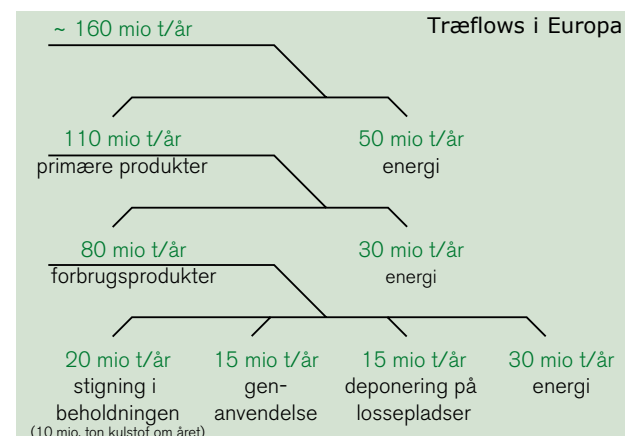 Træflows i Europa
~ 160 mio t/år
110 mio t/år
primære produkter
50 mio t/år
energi
80 mio t/år
forbrugsprodukter
30 mio t/år
energi
20 mio t/år
stigning i
beholdningen
(10 mio. ton kulstof om året)
15 mio t/år
gen-
anvendelse
15 mio t/år
deponering på
lossepladser
30 mio t/år
energi